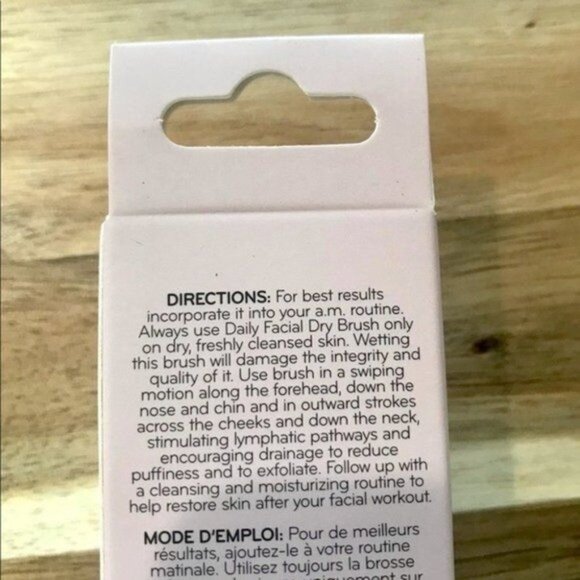 DIRECTIONS: For best results
incorporate it into your a.m. routine.
Always use Daily Facial Dry Brush only
on dry, freshly cleansed skin. Wetting
this brush will damage the integrity and
quality of it. Use brush in a swiping
motion along the forehead, down the
nose and chin and in outward strokes
across the cheeks and down the neck,
stimulating lymphatic pathways and
encouraging drainage to reduce
puffiness and to exfoliate. Follow up with
a cleansing and moisturizing routine to
help restore skin after your facial workout.
MODE D'EMPLOI: Pour de meilleurs
résultats, ajoutez-le à votre routine
matinale. Utilisez toujours la brosse